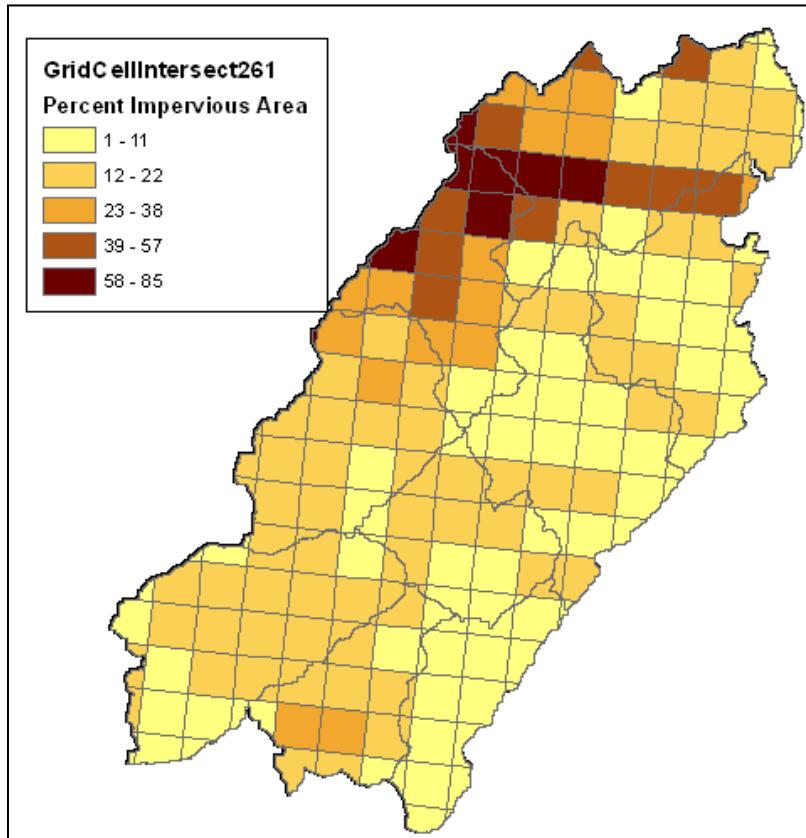 GridCellIntersect261
Percent Impervious Area
1 - 11
12 - 22
23 - 38
39 - 57
58 - 85